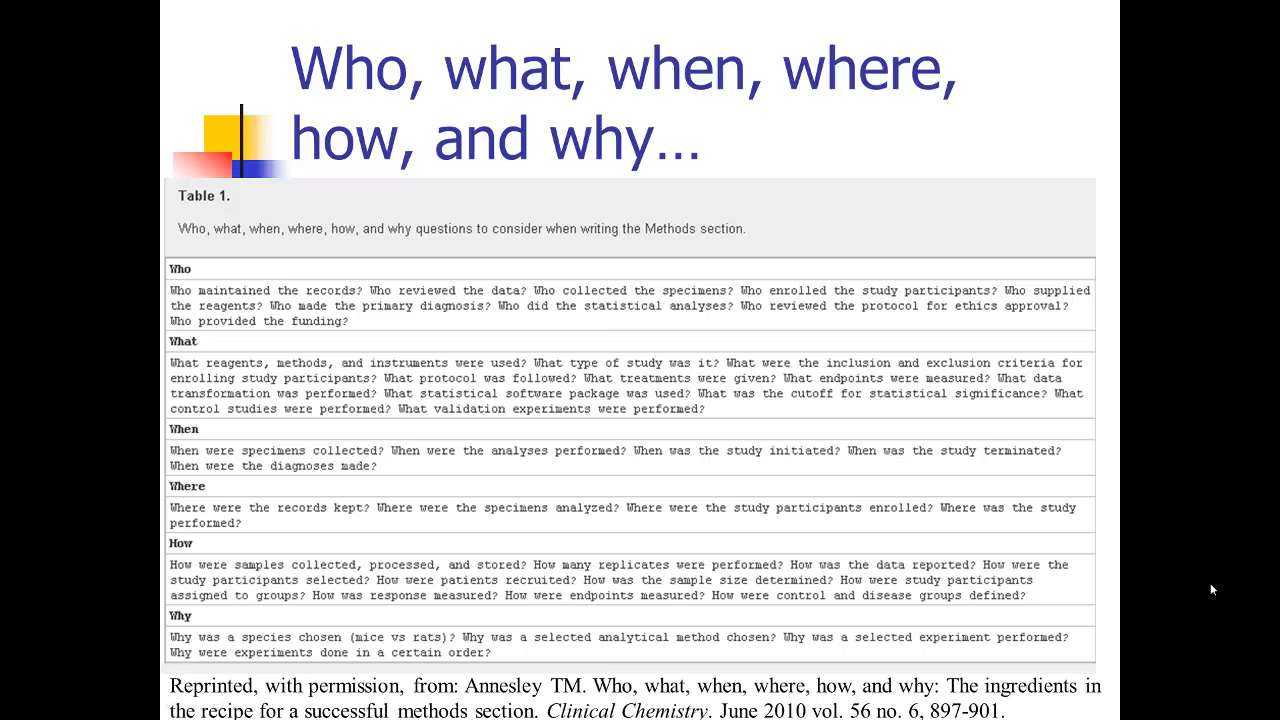 Who, what, when, where,
how, and why…
Table 1.
Who, what, when, where, how, and why questions to consider when writing the Methods section.
Who
Who maintained the records? Who reviewed the data? Who collected the specimens? Who enrolled the study participants? Who supplied
the reagents? Who made the primary diagnosis? Who did the statistical analyses? Who reviewed the protocol for ethics approval?
Who provided the funding?
What
What reagents, methods, and instruments were used? What type of study was it? What were the inclusion and exclusion criteria for
enrolling study participants? What protocol was followed? What treatments were given? What endpoints were measured? What data
transformation was performed? What statistical software package was used? What was the cutoff for statistical significance? What
control studies were performed? What validation experiments were performed?
When
When were specimens collected? When were the analyses performed? When was the study initiated? When was the study terminated?
When were the diagnoses made?
Where
Where were the records kept? Where were the specimens analyzed? Where were the study participants enrolled? Where was the study
performed?
How
How were samples collected, processed, and stored? How many replicates were performed? How was the data reported? How were the
study participants selected? How were patients recruited? How was the sample size determined? How were study participants
assigned to groups? How was response measured? How were endpoints measured? How were control and disease groups defined?
Why
Why was a species chosen (mice vs rats)? Why was a selected analytical method chosen? Why was a selected experiment performed?
Why were experiments done in a certain order?
Reprinted, with permission, from: Annesley TM. Who, what, when, where, how, and why: The ingredients in
the recipe for a successful methods section. Clinical Chemistry. June 2010 vol. 56 no. 6, 897-901.